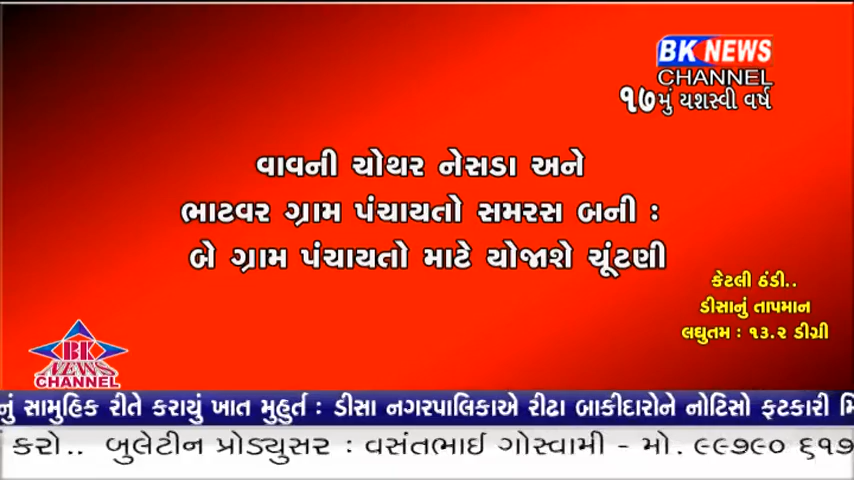 BK NEWS
CHANNEL
૧૭મું યશસ્વી વર્ષ
વાવની ચોથર નેસડા અને
ભાટવર ગ્રામ પંચાયતો સમરસ બની :
બે ગ્રામ પંચાયતો માટે યોજાશે ચૂંટણી
કેટલી ઠંડી..
ડીસાનું તાપમાન
લઘુતમ : ૧૩.૨ ડીગ્રી
BK
NEWS
CHANNEL
નું સામુહિક રીતે કરાયું ખાત મુહુર્ત : ડીસા નગરપાલિકાએ રીઢા બાકીદારોને નોટિસો ફટકારી
કરો.. બુલેટીન પ્રોડ્યુસર : વસંતભાઈ ગોસ્વામી - મો. ૯૯૭૯૦ ૬૧૭